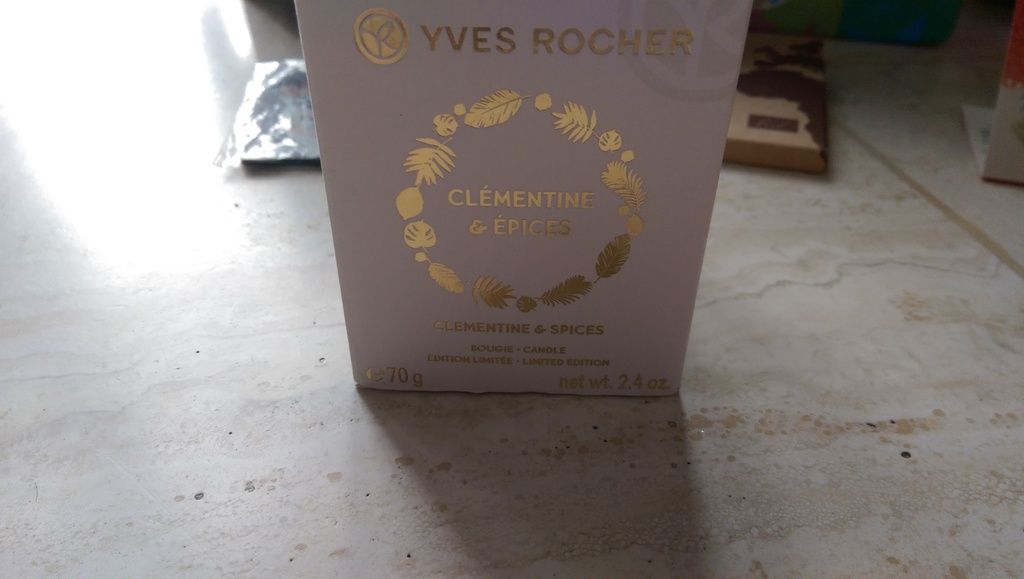 YVES ROCHER
CLÉMENTINE
& ÉPICES
CLEMENTINE & SPICES
BOUGIE - CANDLE
ÉDITION LIMITÉE - LIMITED EDITION
℮70 g
net wt. 2.4 oz.